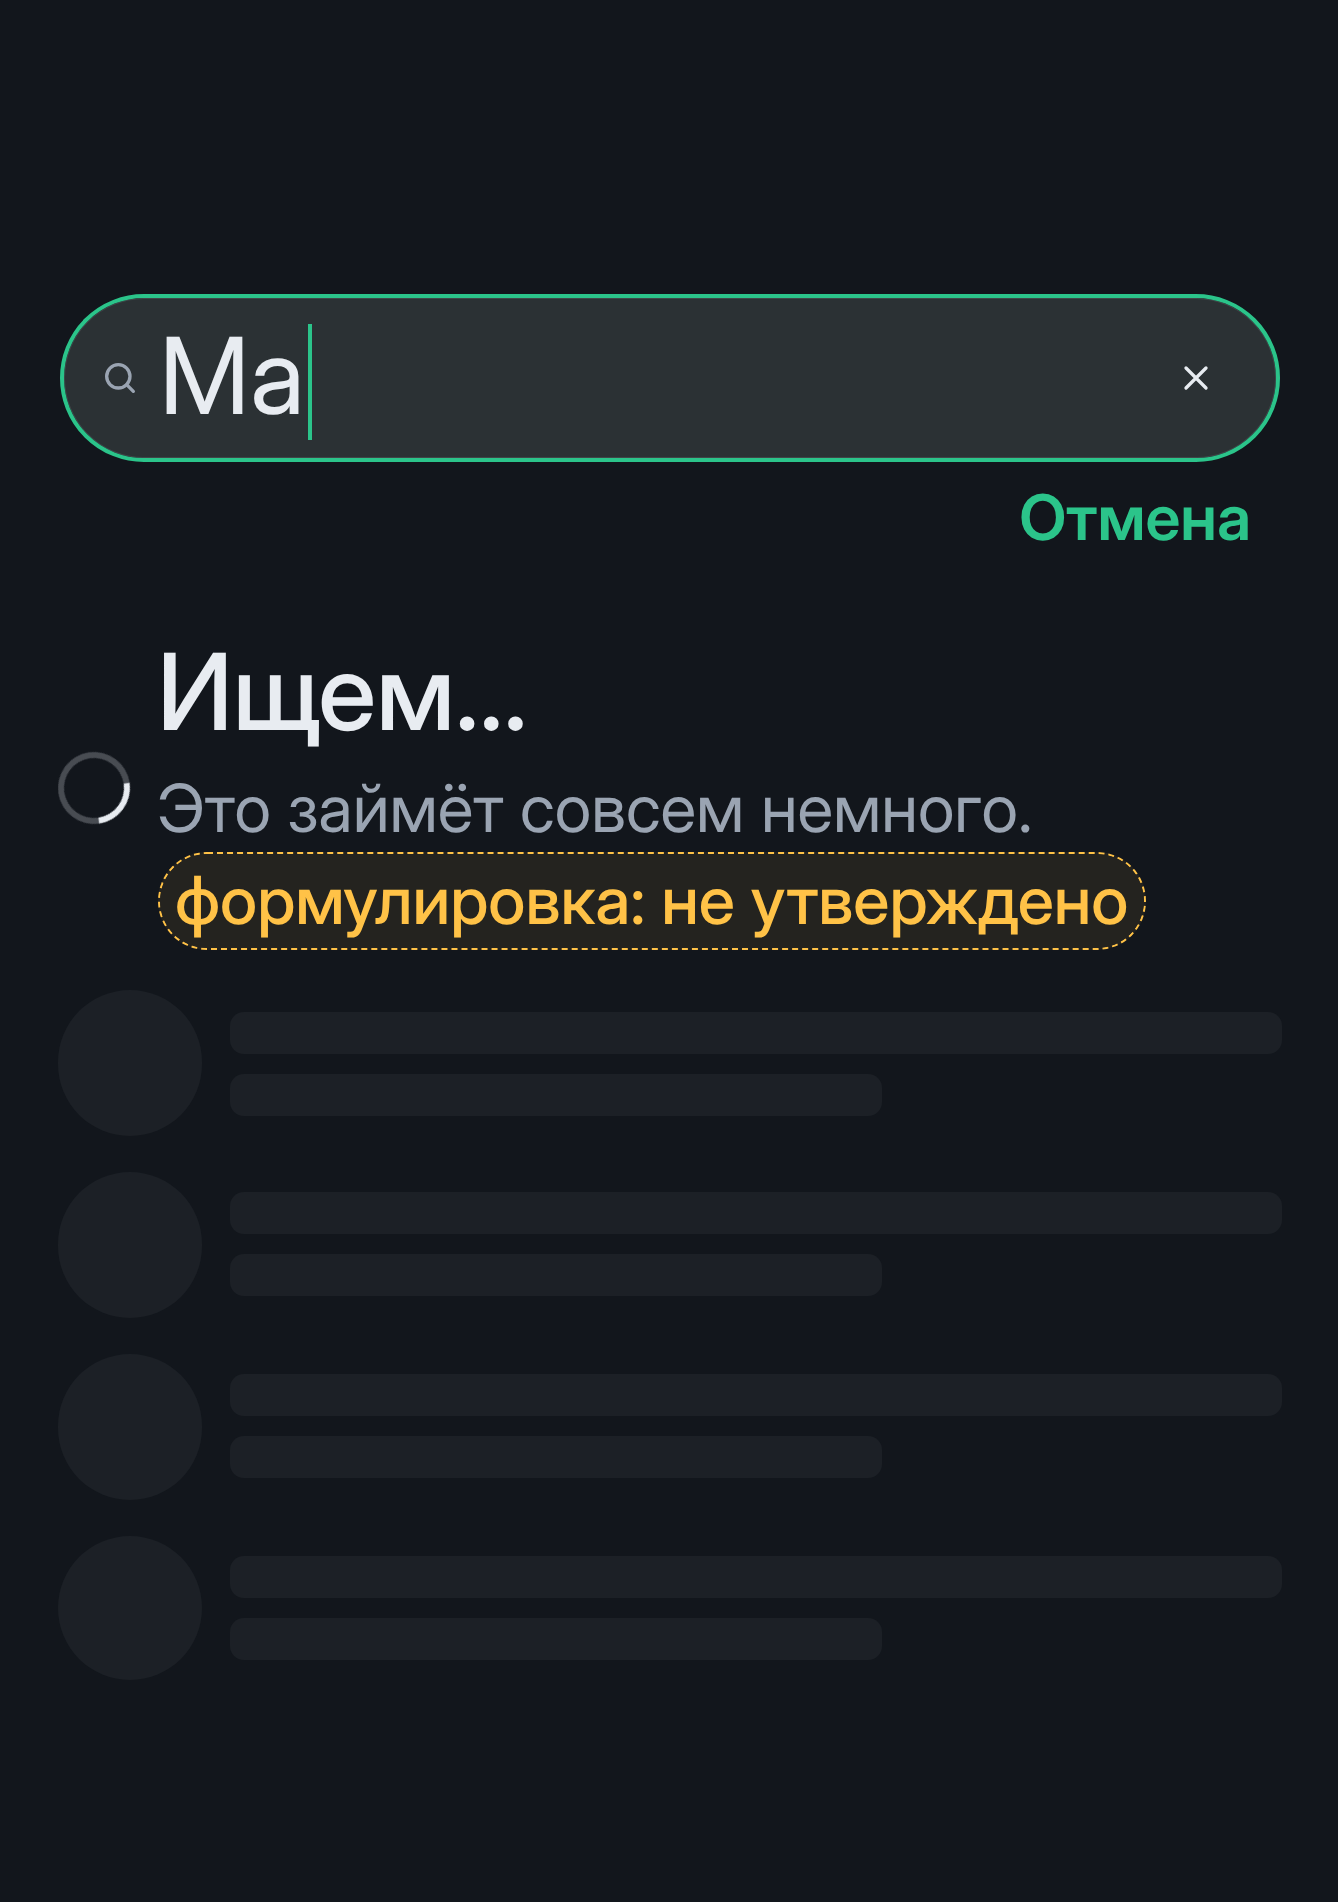 Ма
Отмена
Ищем...
Это займёт совсем немного.
формулировка: не утверждено